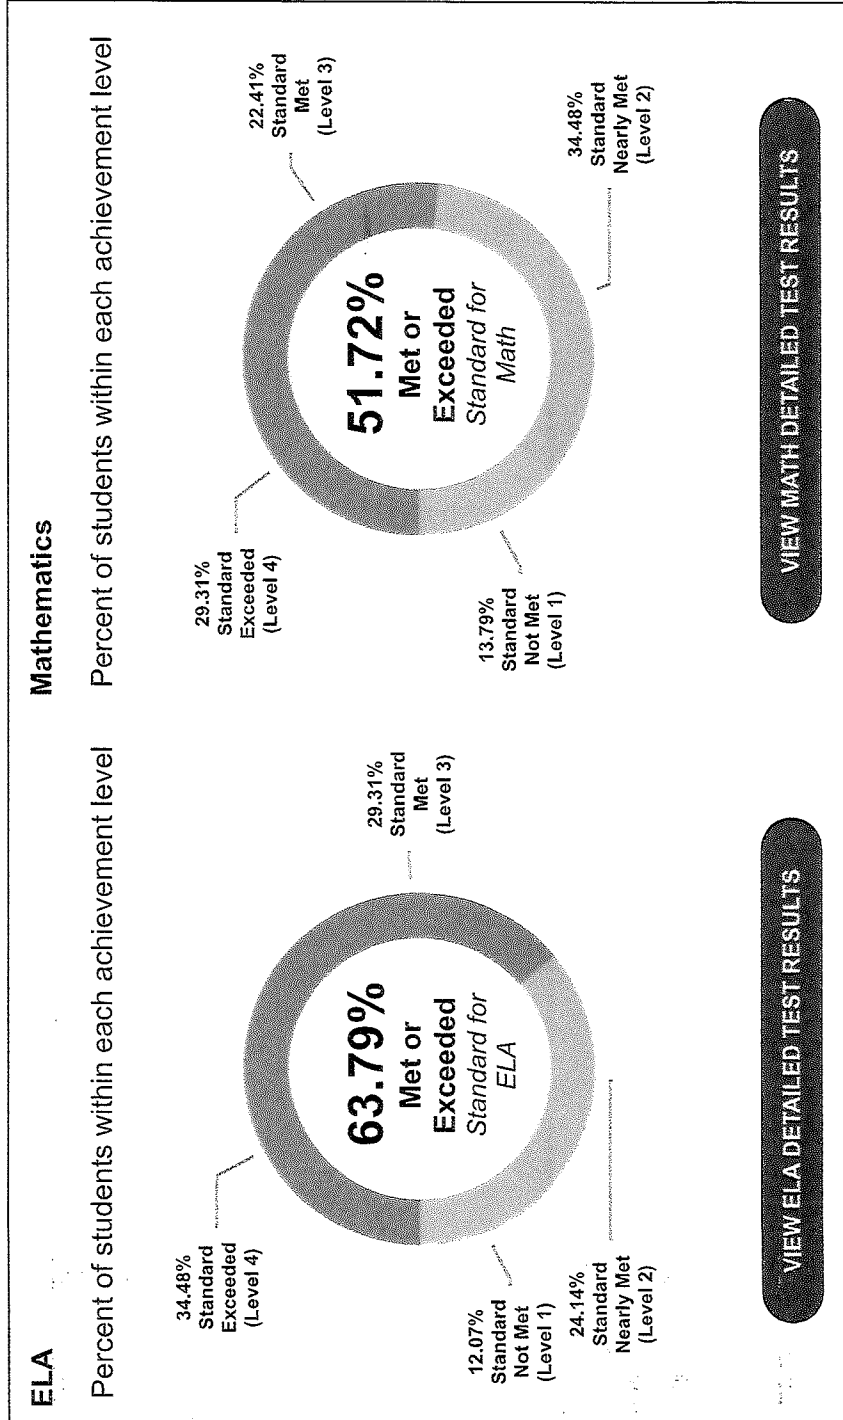 ELA
Percent of students within each achievement level
34.48%
Standard
Exceeded
(Level 4)
29.31%
Standard
Met
(Level 3)
63.79%
Met or
Exceeded
Standard for
ELA
12.07%
Standard
Not Met
(Level 1)
24.14%
Standard
Nearly Met
(Level 2)
VIEW ELA DETAILED TEST RESULTS
Mathematics
Percent of students within each achievement level
29.31%
Standard
Exceeded
(Level 4)
22.41%
Standard
Met
(Level 3)
51.72%
Met or
Exceeded
Standard for
Math
13.79%
Standard
Not Met
(Level 1)
34.48%
Standard
Nearly Met
(Level 2)
VIEW MATH DETAILED TEST RESULTS